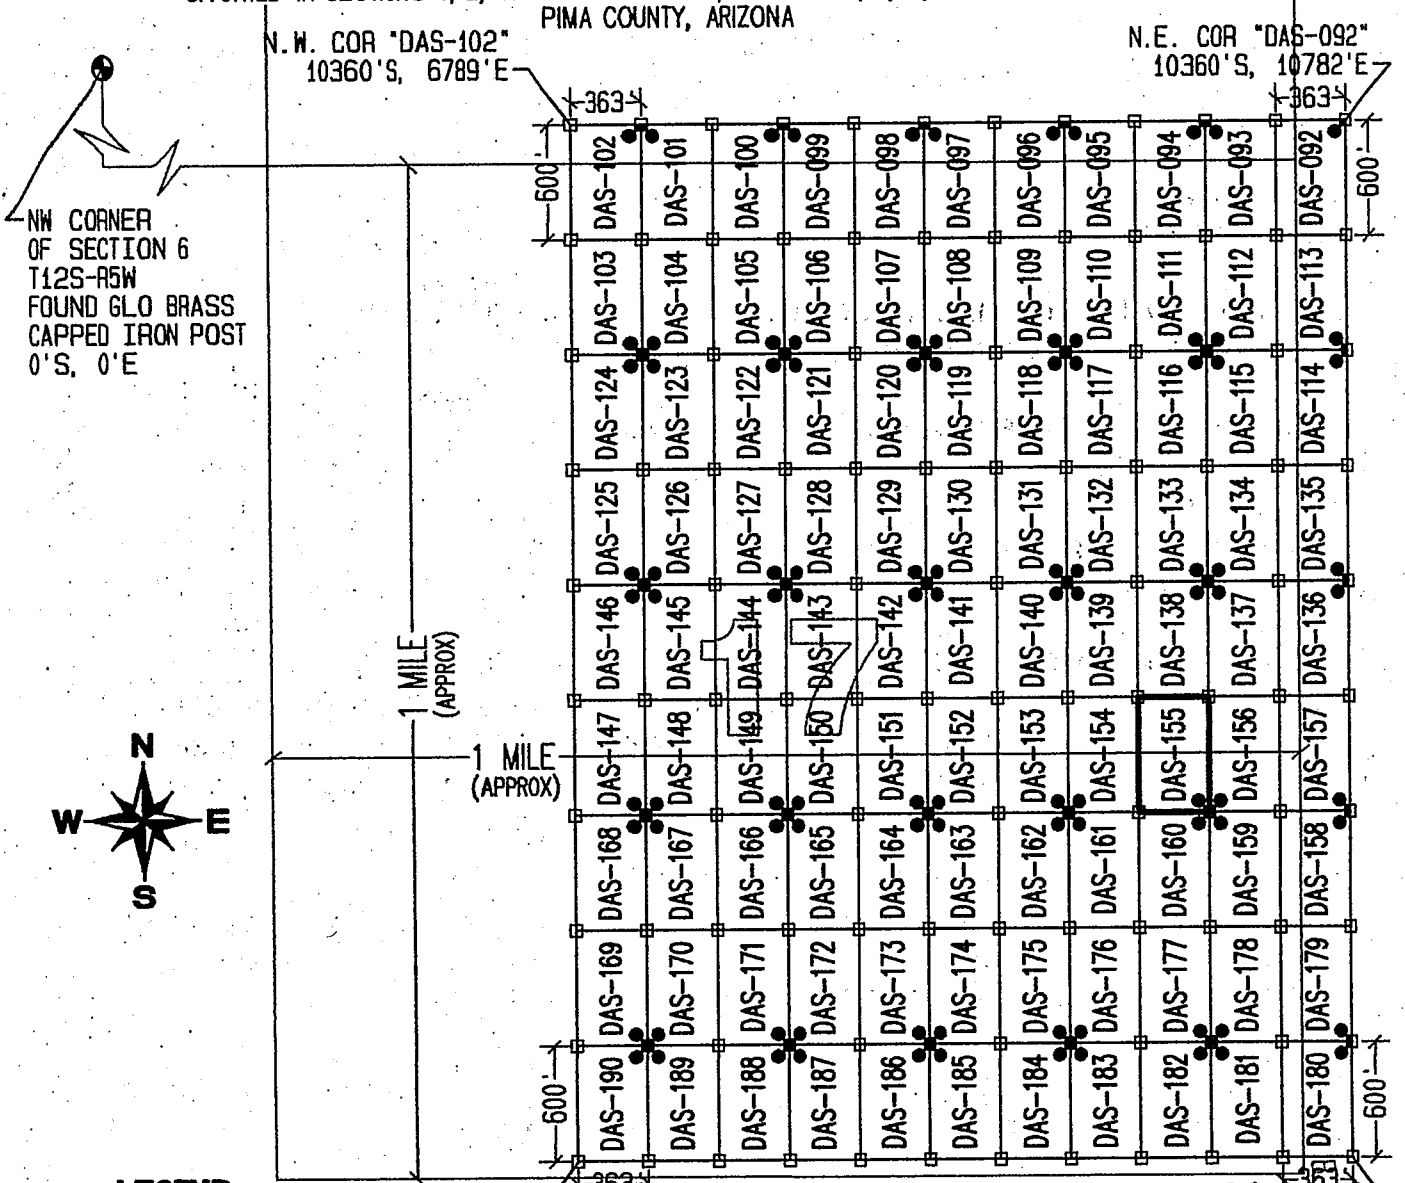 PIMA COUNTY, ARIZONA
N.W. COR "DAS-102"
10360'S, 6789'E
N.E. COR "DAS-092"
10360'S, 10782'E
363
363
600'
DAS-102 DAS-101 DAS-100 DAS-099 DAS-098 DAS-097 DAS-096 DAS-095 DAS-094 DAS-093 DAS-092
600'
NW CORNER
OF SECTION 6
T12S-R5W
FOUND GLO BRASS
CAPPED IRON POST
0'S, 0'E
DAS-103 DAS-104 DAS-105 DAS-106 DAS-107 DAS-108 DAS-109 DAS-110 DAS-111 DAS-112 DAS-113
DAS-124 DAS-123 DAS-122 DAS-121 DAS-120 DAS-119 DAS-118 DAS-117 DAS-116 DAS-115 DAS-114
DAS-125 DAS-126 DAS-127 DAS-128 DAS-129 DAS-130 DAS-131 DAS-132 DAS-133 DAS-134 DAS-135
DAS-146 DAS-145 DAS-144 DAS-143 DAS-142 DAS-141 DAS-140 DAS-139 DAS-138 DAS-137 DAS-136
17
1 MILE
(APPROX)
DAS-147 DAS-148 DAS-149 DAS-150 DAS-151 DAS-152 DAS-153 DAS-154 DAS-155 DAS-156 DAS-157
1 MILE
(APPROX)
N
W E
S
DAS-168 DAS-167 DAS-166 DAS-165 DAS-164 DAS-163 DAS-162 DAS-161 DAS-160 DAS-159 DAS-158
DAS-169 DAS-170 DAS-171 DAS-172 DAS-173 DAS-174 DAS-175 DAS-176 DAS-177 DAS-178 DAS-179
600'
DAS-190 DAS-189 DAS-188 DAS-187 DAS-186 DAS-185 DAS-184 DAS-183 DAS-182 DAS-181 DAS-180
600'
363
363
LEGEND